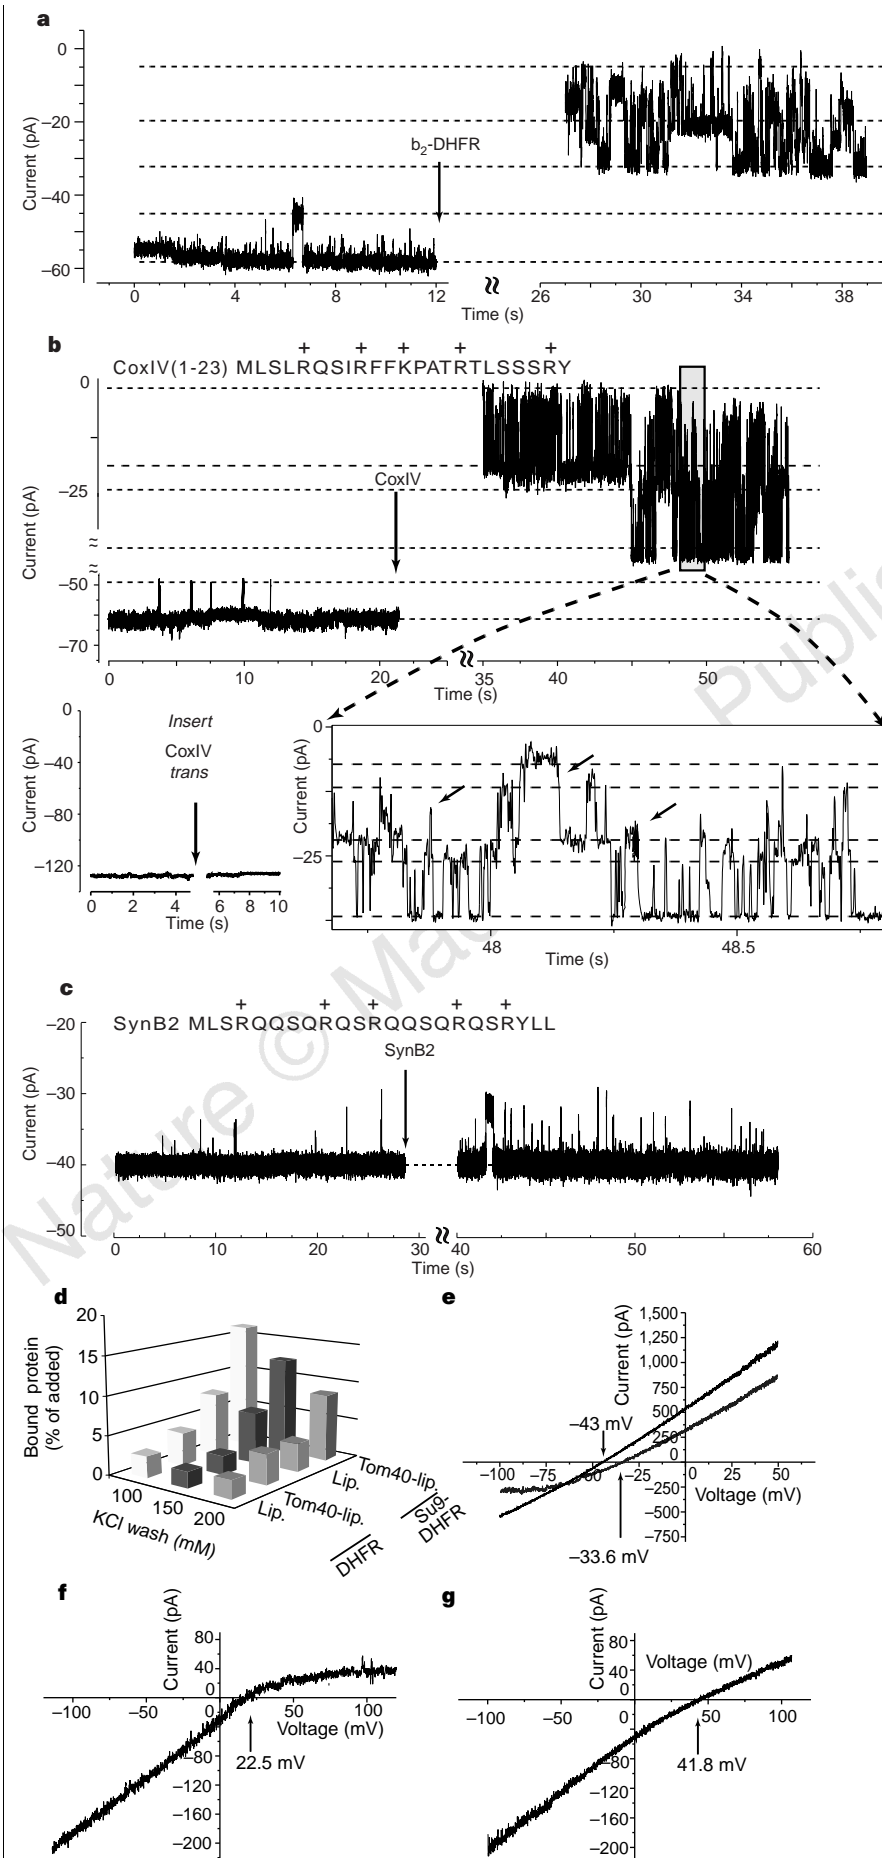 a
0
−20
−40
−60
Current (pA)
b2-DHFR
0 4 8 12 26 30 34 38
Time (s)
b
+ + + + +
CoxIV(1-23) MLSLRQSIRFFKPATRTLSSSRY
0
−25
−50
−70
Current (pA)
CoxIV
0 10 20 35 40 50
Time (s)
0
−40
−80
−120
Current (pA)
Insert
CoxIV
trans
0 2 4 6 8 10
Time (s)
0
−25
Current (pA)
48 48.5
Time (s)
c
+ + + + +
SynB2 MLSRQQSQRQSRQQSQRQSRYLL
−20
−30
−40
−50
Current (pA)
SynB2
0 10 20 30 40 50 60
Time (s)
d
20
15
10
5
0
Bound protein
(% of added)
100
150
200
KCl wash (mM)
Lip.
Tom40-lip.
Lip.
Tom40-lip.
DHFR
Su9-
DHFR
e
1,500
1,250
1,000
750
500
250
0
−250
−500
−750
Current (pA)
−43 mV
−100 −75 −50 −25 0 25 50
Voltage (mV)
−33.6 mV
f
Current (pA)
80
40
0
−100 −50 0 50 100
Voltage (mV)
22.5 mV
−80
−120
−160
−200
g
Current (pA)
80
40
0
Voltage (mV)
−100 −50 0 50 100
41.8 mV
−80
−120
−160
−200
Nature © Mac
Publis